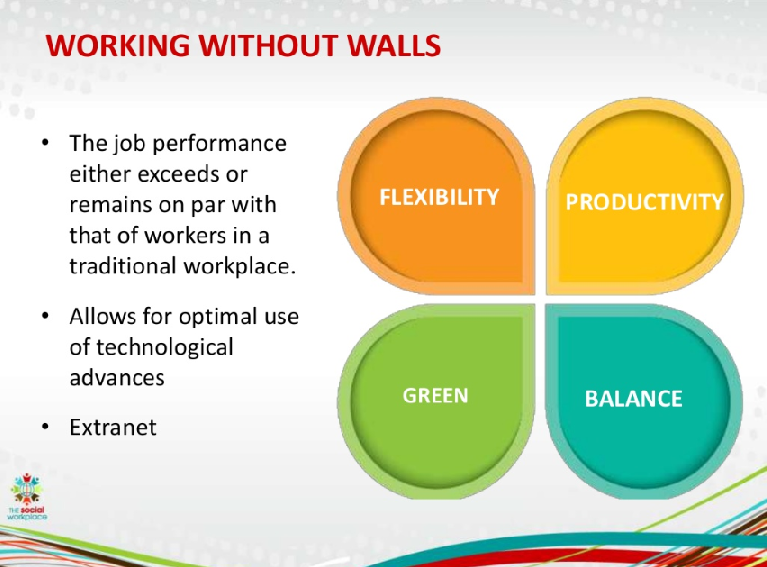 WORKING WITHOUT WALLS
• The job performance
either exceeds or
remains on par with
that of workers in a
traditional workplace.
• Allows for optimal use
of technological
advances
• Extranet
FLEXIBILITY
PRODUCTIVITY
GREEN
BALANCE
THE social
workplace